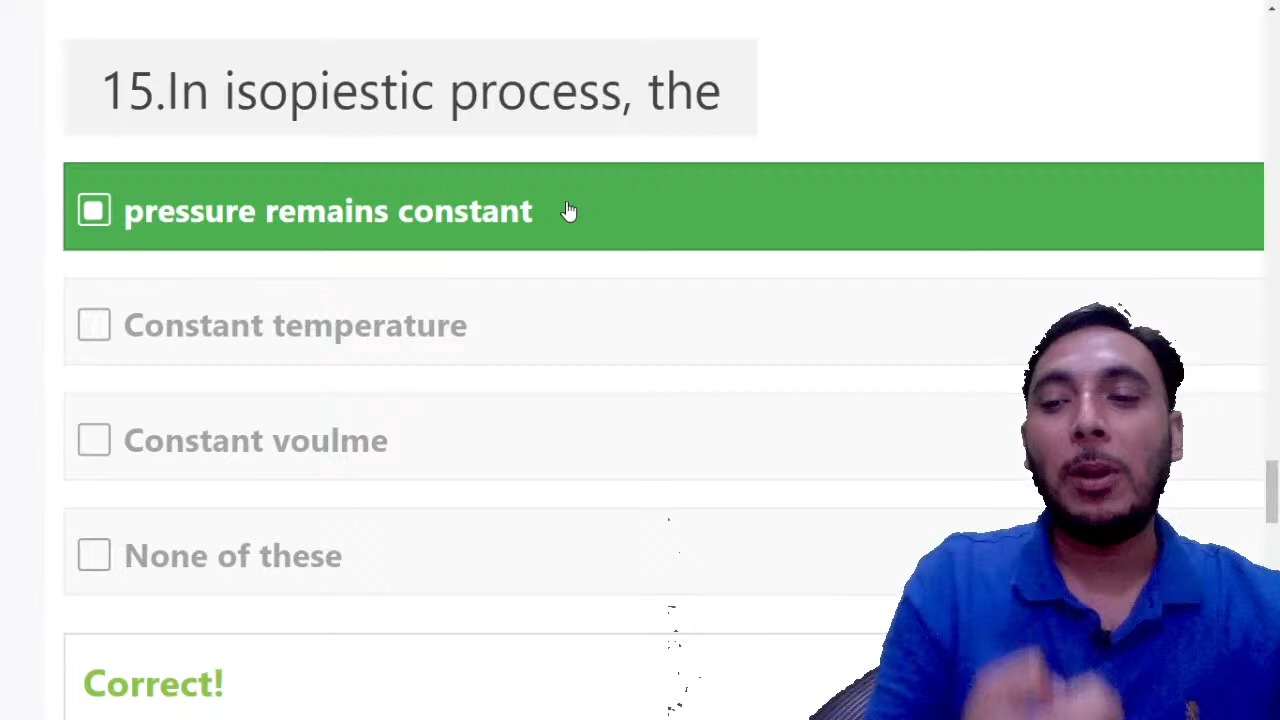 15.In isopiestic process, the
pressure remains constant
Constant temperature
Constant voulme
None of these
Correct!